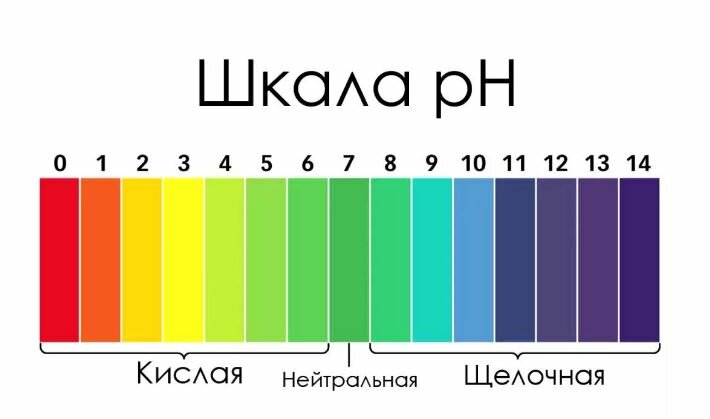 Шкала pH
0 1 2 3 4 5 6 7 8 9 10 11 12 13 14
Кислая Нейтральная Щелочная